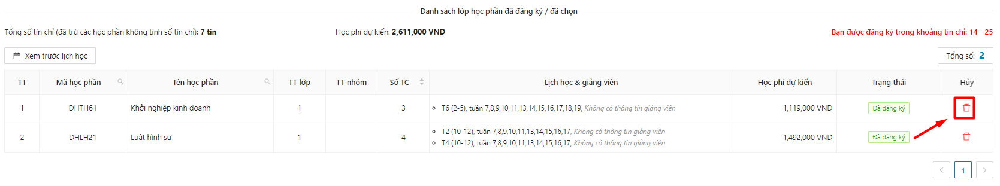 Danh sách lớp học phần đã đăng ký / đã chọn
Tổng số tín chỉ (đã trừ các học phần không tính số tín chỉ): 7 tín Học phí dự kiến: 2,611,000 VND Bạn được đăng ký trong khoảng tín chỉ: 14 - 25
Xem trước lịch học Tổng số: 2
TT Mã học phần Tên học phần TT lớp TT nhóm Số TC Lịch học & giảng viên Học phí dự kiến Trạng thái Hủy
1 DHTH61 Khởi nghiệp kinh doanh 1 3 T6 (2-5), tuần 7,8,9,10,11,13,14,15,16,17,18,19, Không có thông tin giảng viên 1,119,000 VND Đã đăng ký
2 DHLH21 Luật hình sự 1 4 T2 (10-12), tuần 7,8,9,10,11,13,14,15,16,17, Không có thông tin giảng viên 1,492,000 VND Đã đăng ký
T4 (10-12), tuần 7,8,9,10,11,13,14,15,16,17, Không có thông tin giảng viên
< 1 >